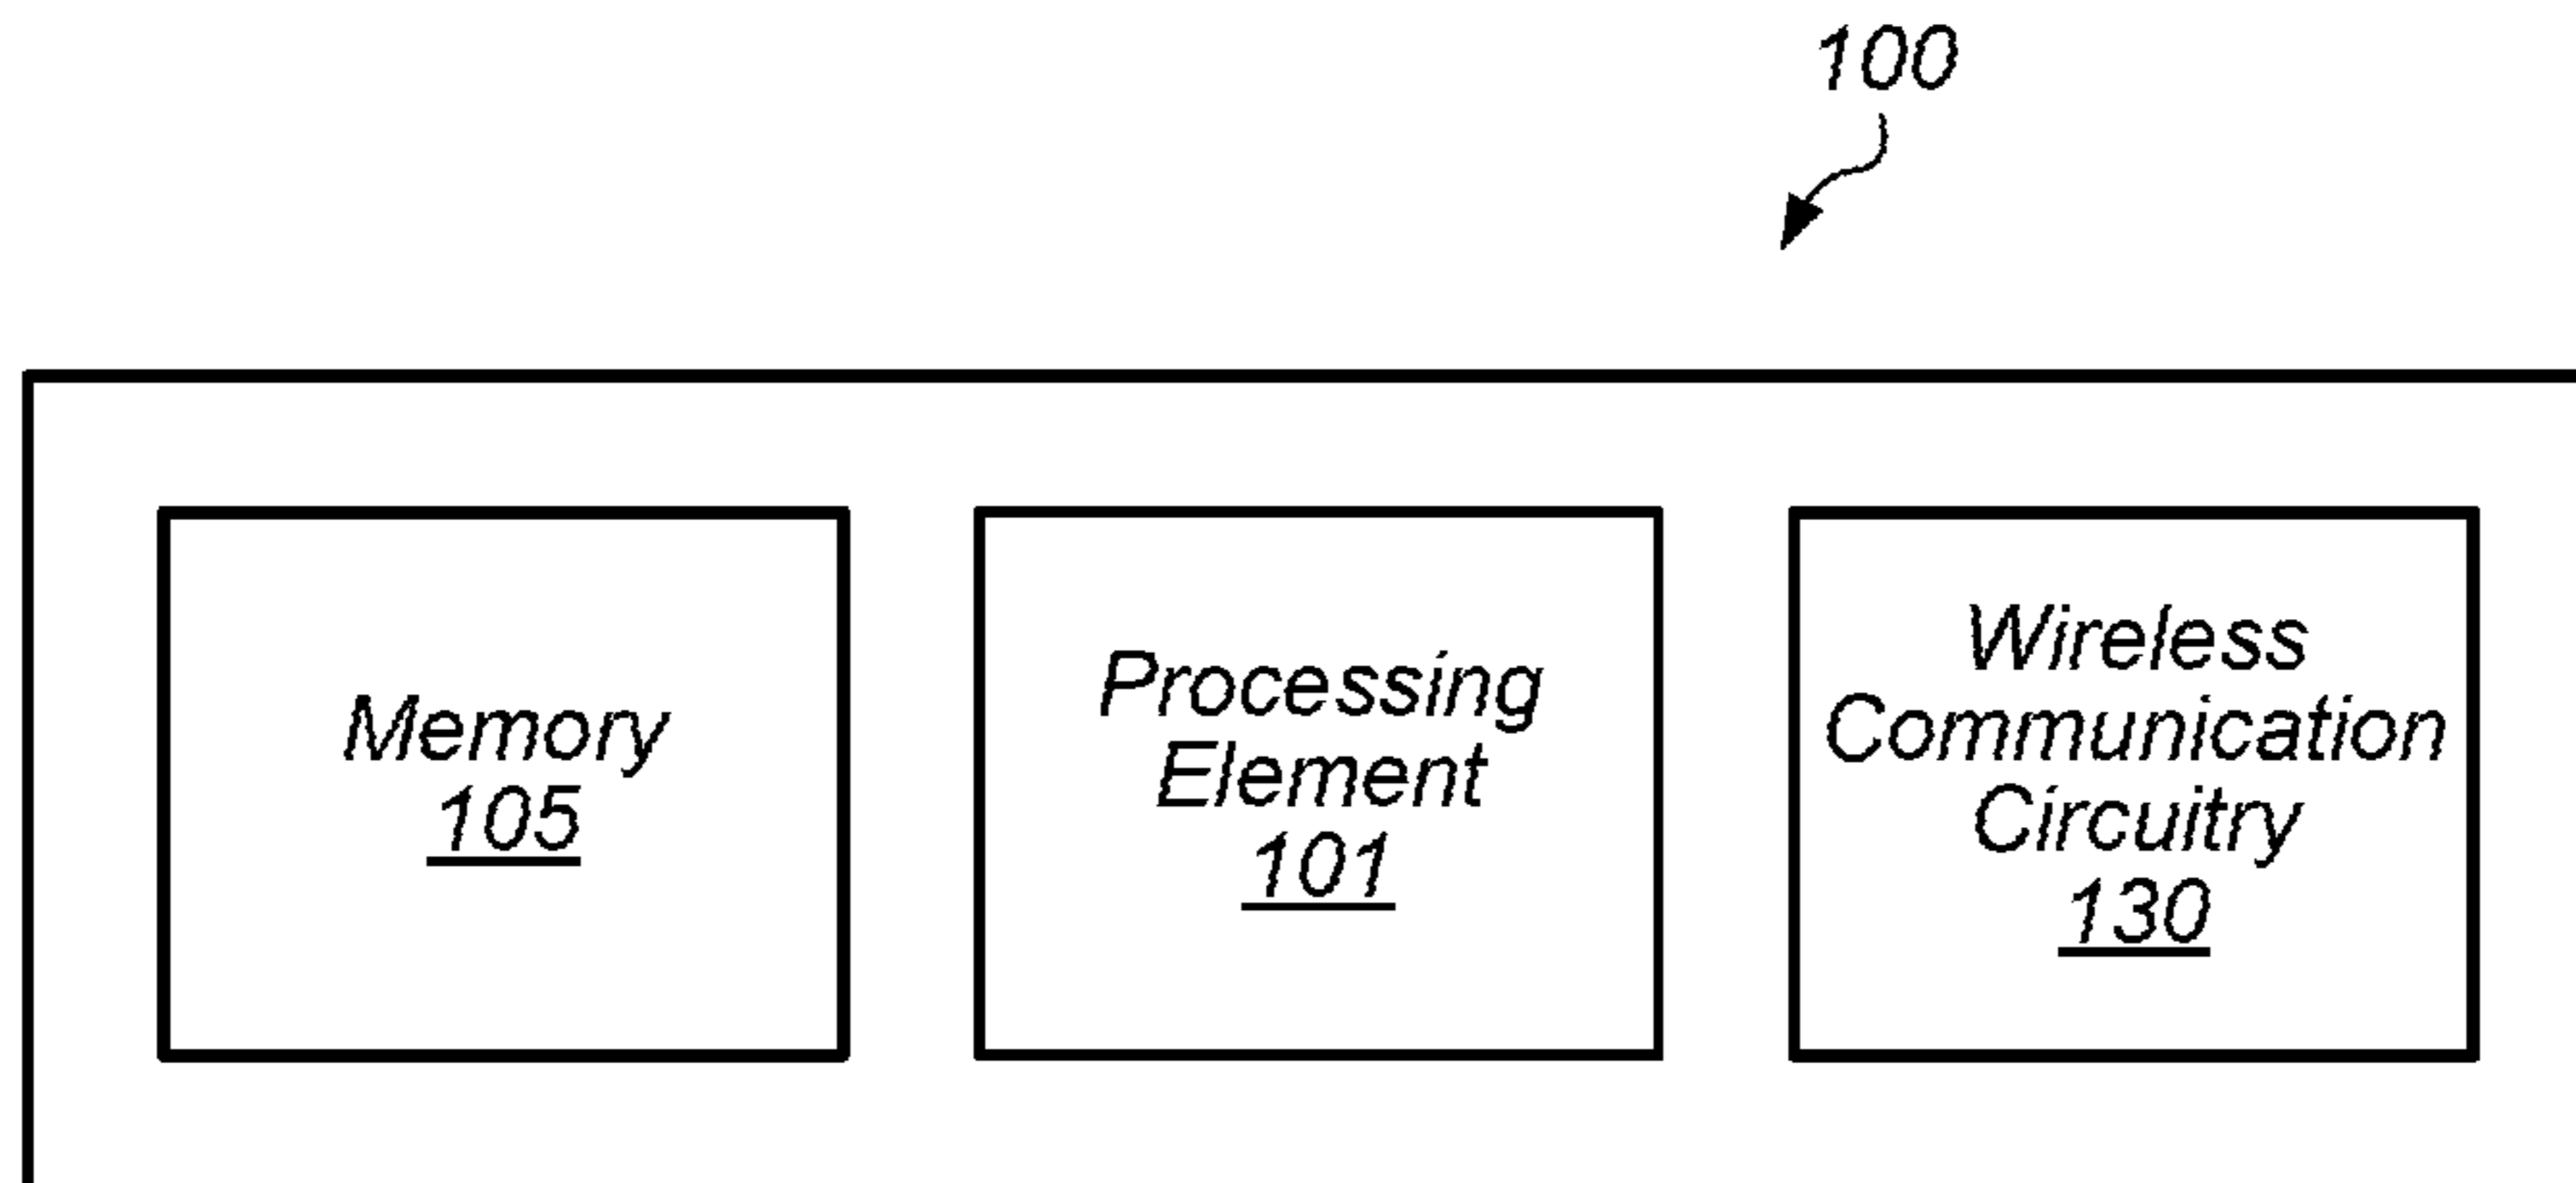 100
Memory
105
Processing
Element
101
Wireless
Communication
Circuitry
130